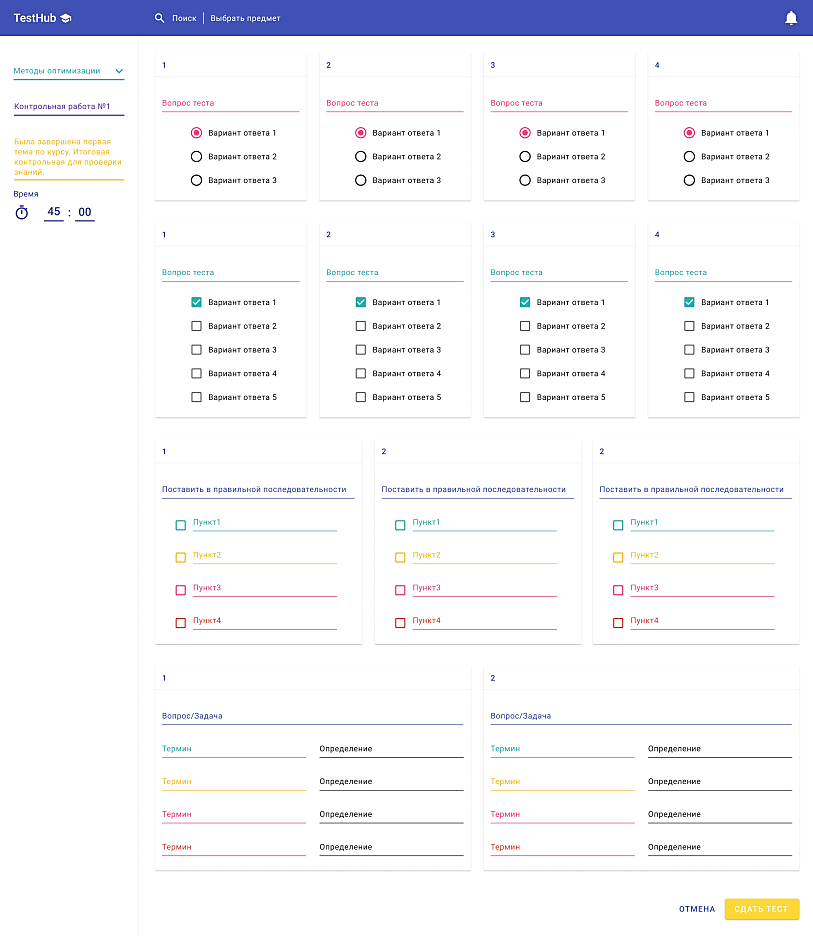 TestHub
Поиск
Выбрать предмет
Методы оптимизации
Контрольная работа №1
Была завершена первая
тема по курсу. Итоговая
контрольная для проверки
знаний.
Время
45 : 00
1
Вопрос теста
Вариант ответа 1
Вариант ответа 2
Вариант ответа 3
2
Вопрос теста
Вариант ответа 1
Вариант ответа 2
Вариант ответа 3
3
Вопрос теста
Вариант ответа 1
Вариант ответа 2
Вариант ответа 3
4
Вопрос теста
Вариант ответа 1
Вариант ответа 2
Вариант ответа 3
1
Вопрос теста
Вариант ответа 1
Вариант ответа 2
Вариант ответа 3
Вариант ответа 4
Вариант ответа 5
2
Вопрос теста
Вариант ответа 1
Вариант ответа 2
Вариант ответа 3
Вариант ответа 4
Вариант ответа 5
3
Вопрос теста
Вариант ответа 1
Вариант ответа 2
Вариант ответа 3
Вариант ответа 4
Вариант ответа 5
4
Вопрос теста
Вариант ответа 1
Вариант ответа 2
Вариант ответа 3
Вариант ответа 4
Вариант ответа 5
1
Поставить в правильной последовательности
Пункт1
Пункт2
Пункт3
Пункт4
2
Поставить в правильной последовательности
Пункт1
Пункт2
Пункт3
Пункт4
2
Поставить в правильной последовательности
Пункт1
Пункт2
Пункт3
Пункт4
1
Вопрос/Задача
Термин Определение
Термин Определение
Термин Определение
Термин Определение
2
Вопрос/Задача
Термин Определение
Термин Определение
Термин Определение
Термин Определение
ОТМЕНА
СДАТЬ ТЕСТ